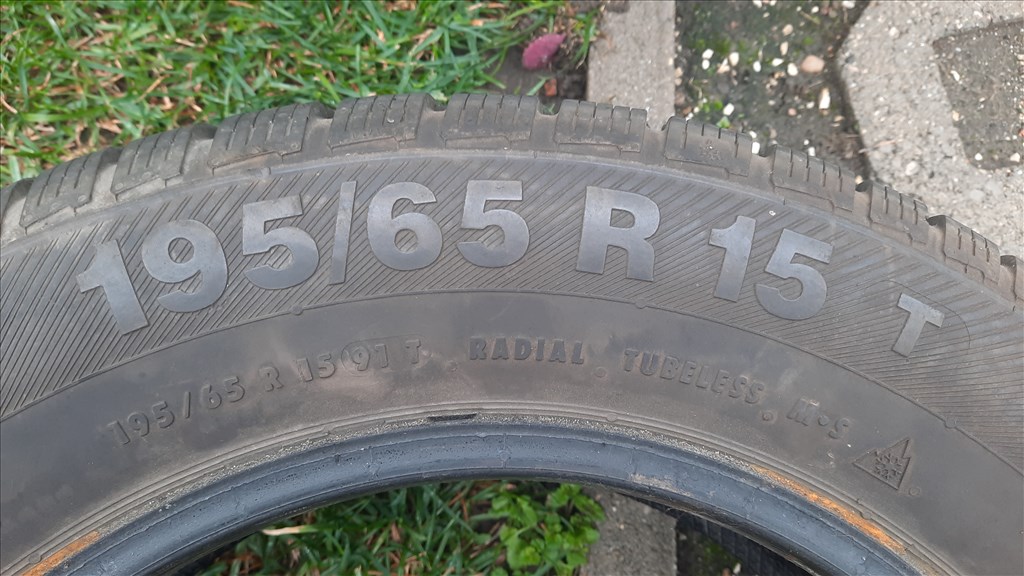 195/65 R 15 T
195/65 R 15 91 T RADIAL TUBELESS M•S